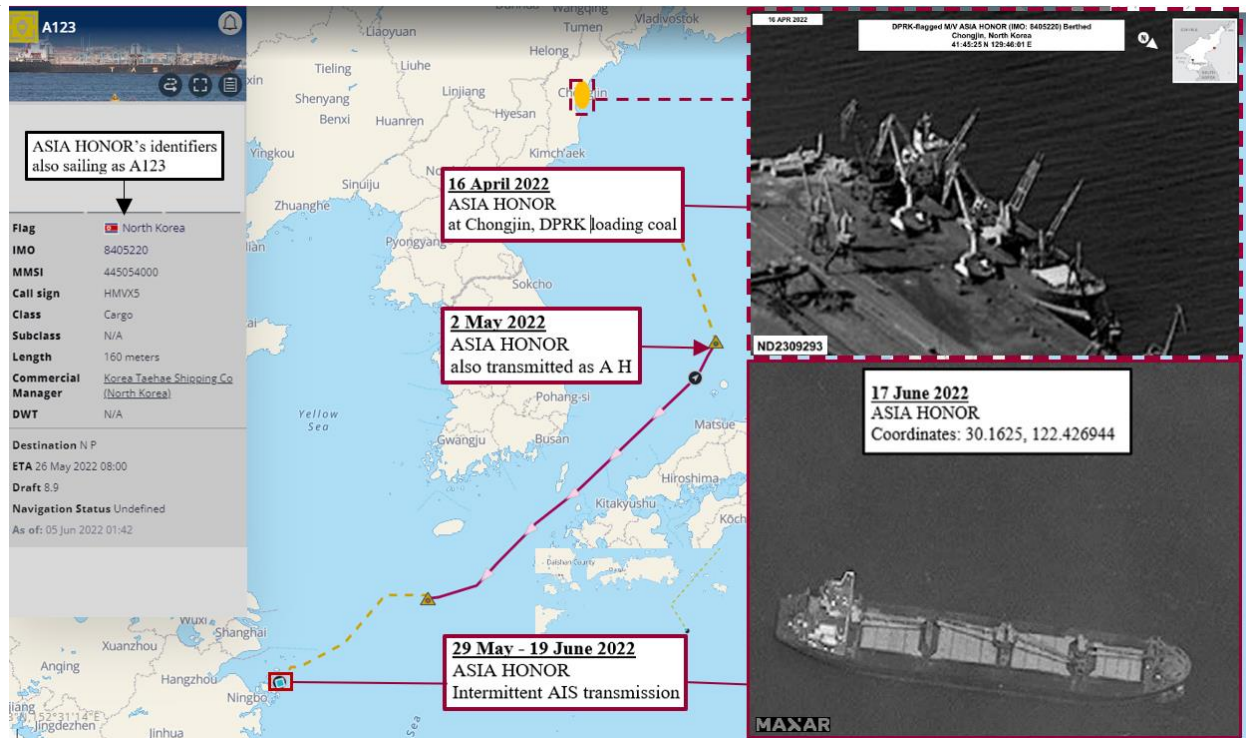 A123
T A S
ASIA HONOR's identifiers
also sailing as A123
Flag North Korea
IMO 8405220
MMSI 445054000
Call sign HMVX5
Class Cargo
Subclass N/A
Length 160 meters
Commercial Korea Taehae Shipping Co
Manager (North Korea)
DWT N/A
Destination N P
ETA 26 May 2022 08:00
Draft 8.9
Navigation Status Undefined
As of: 05 Jun 2022 01:42
Liaoyuan
Wangqing
Tumen
Vladivostok
Helong
Tieling
Liuhe
Shenyang
Linjiang
Benxi
Huanren
Hyesan
Yingkou
Kimch'aek
Sinuiju
Zhuanghe
Pyongyang
Sokcho
16 April 2022
ASIA HONOR
at Chongjin, DPRK loading coal
2 May 2022
ASIA HONOR
also transmitted as A H
Yellow
Sea
Pohang-si
Gwangju
Busan
Matsue
Hiroshima
Kitakyushu
Kōch
Daishan County
Wuxi
Shanghai
Xuanzhou
Anqing
Hangzhou
Ningbo
Jingdezhen
Jinhua
Sea
29 May - 19 June 2022
ASIA HONOR
Intermittent AIS transmission
16 APR 2022
DPRK-flagged M/V ASIA HONOR (IMO: 8405220) Berthed
Chongjin, North Korea
41:45:25 N 129:46:01 E
N
ND2309293
17 June 2022
ASIA HONOR
Coordinates: 30.1625, 122.426944
MAXAR